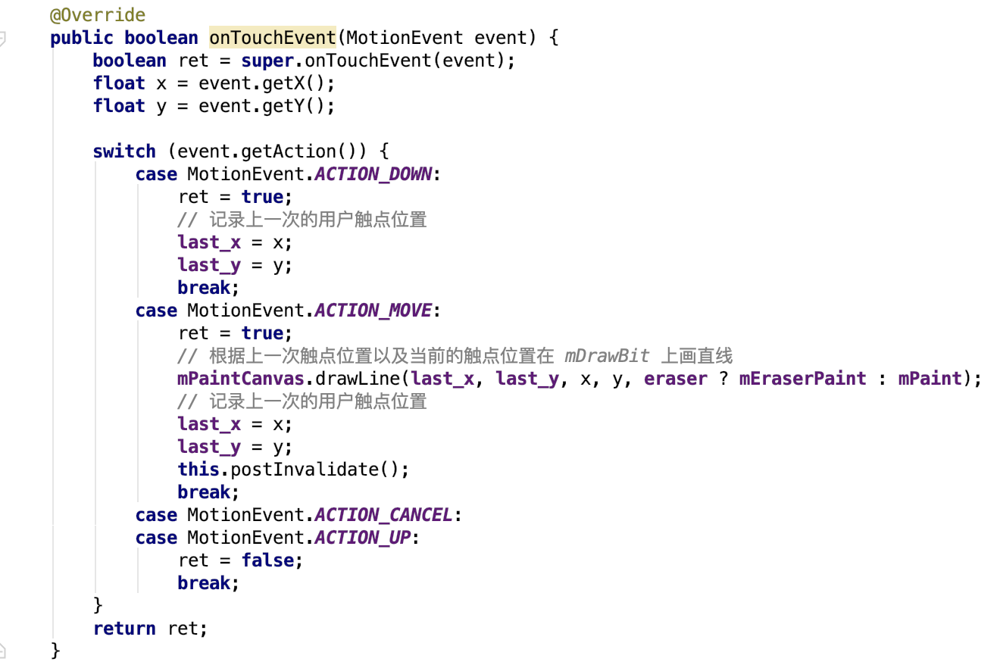 @Override
public boolean onTouchEvent(MotionEvent event) {
    boolean ret = super.onTouchEvent(event);
    float x = event.getX();
    float y = event.getY();

    switch (event.getAction()) {
        case MotionEvent.ACTION_DOWN:
            ret = true;
            // 记录上一次的用户触点位置
            last_x = x;
            last_y = y;
            break;
        case MotionEvent.ACTION_MOVE:
            ret = true;
            // 根据上一次触点位置以及当前的触点位置在 mDrawBit 上画直线
            mPaintCanvas.drawLine(last_x, last_y, x, y, eraser ? mEraserPaint : mPaint);
            // 记录上一次的用户触点位置
            last_x = x;
            last_y = y;
            this.postInvalidate();
            break;
        case MotionEvent.ACTION_CANCEL:
        case MotionEvent.ACTION_UP:
            ret = false;
            break;
    }
    return ret;
}